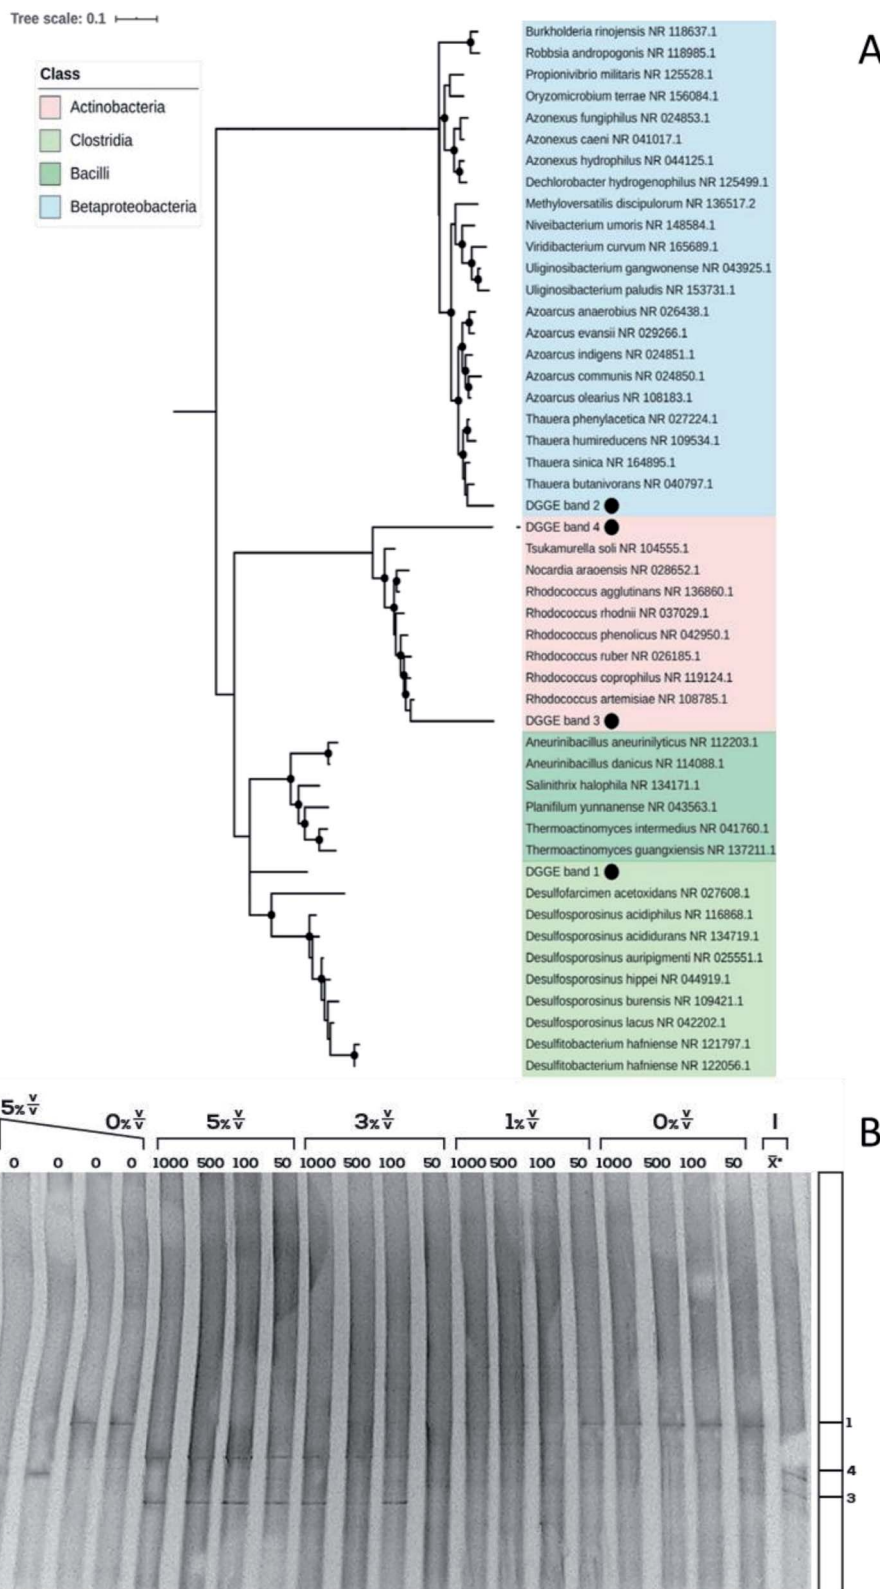 Tree scale: 0.1
A
Class
Actinobacteria
Clostridia
Bacilli
Betaproteobacteria
Burkholderia rinojensis NR 118637.1
Robbsia andropogonis NR 118985.1
Propionivibrio militaris NR 125528.1
Oryzomicrobium terrae NR 156084.1
Azonexus fungiphilus NR 024853.1
Azonexus caeni NR 041017.1
Azonexus hydrophilus NR 044125.1
Dechlorobacter hydrogenophilus NR 125499.1
Methyloversatilis discipulorum NR 136517.2
Niveibacterium umoris NR 148584.1
Viridibacterium curvum NR 165689.1
Uliginosibacterium gangwonense NR 043925.1
Uliginosibacterium paludis NR 153731.1
Azoarcus anaerobius NR 026438.1
Azoarcus evansii NR 029266.1
Azoarcus indigens NR 024851.1
Azoarcus communis NR 024850.1
Azoarcus olearius NR 108183.1
Thauera phenylacetica NR 027224.1
Thauera humireducens NR 109534.1
Thauera sinica NR 164895.1
Thauera butanivorans NR 040797.1
DGGE band 2
DGGE band 4
Tsukamurella soli NR 104555.1
Nocardia araoensis NR 028652.1
Rhodococcus agglutinans NR 136860.1
Rhodococcus rhodnii NR 037029.1
Rhodococcus phenolicus NR 042950.1
Rhodococcus ruber NR 026185.1
Rhodococcus coprophilus NR 119124.1
Rhodococcus artemisiae NR 108785.1
DGGE band 3
Aneurinibacillus aneurinilyticus NR 112203.1
Aneurinibacillus danicus NR 114088.1
Salinithrix halophila NR 134171.1
Planifilum yunnanense NR 043563.1
Thermoactinomyces intermedius NR 041760.1
Thermoactinomyces guangxiensis NR 137211.1
DGGE band 1
Desulfofarcimen acetoxidans NR 027608.1
Desulfosporosinus acidiphilus NR 116868.1
Desulfosporosinus acididurans NR 134719.1
Desulfosporosinus auripigmenti NR 025551.1
Desulfosporosinus hippei NR 044919.1
Desulfosporosinus burensis NR 109421.1
Desulfosporosinus lacus NR 042202.1
Desulfitobacterium hafniense NR 121797.1
Desulfitobacterium hafniense NR 122056.1
B
5% v/v 0% v/v 5% v/v 3% v/v 1% v/v 0% v/v I
0 0 0 0 1000 500 100 50 1000 500 100 50 1000 500 100 50 1000 500 100 50 x̄*
1
4
3